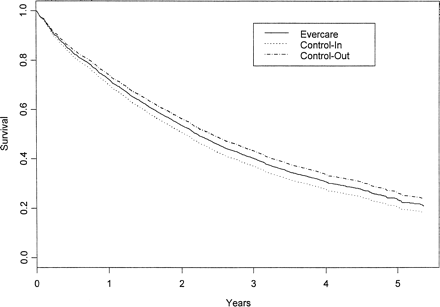 Evercare
Control-In
Control-Out
Survival
1.0
0.8
0.6
0.4
0.2
0.0
0 1 2 3 4 5
Years